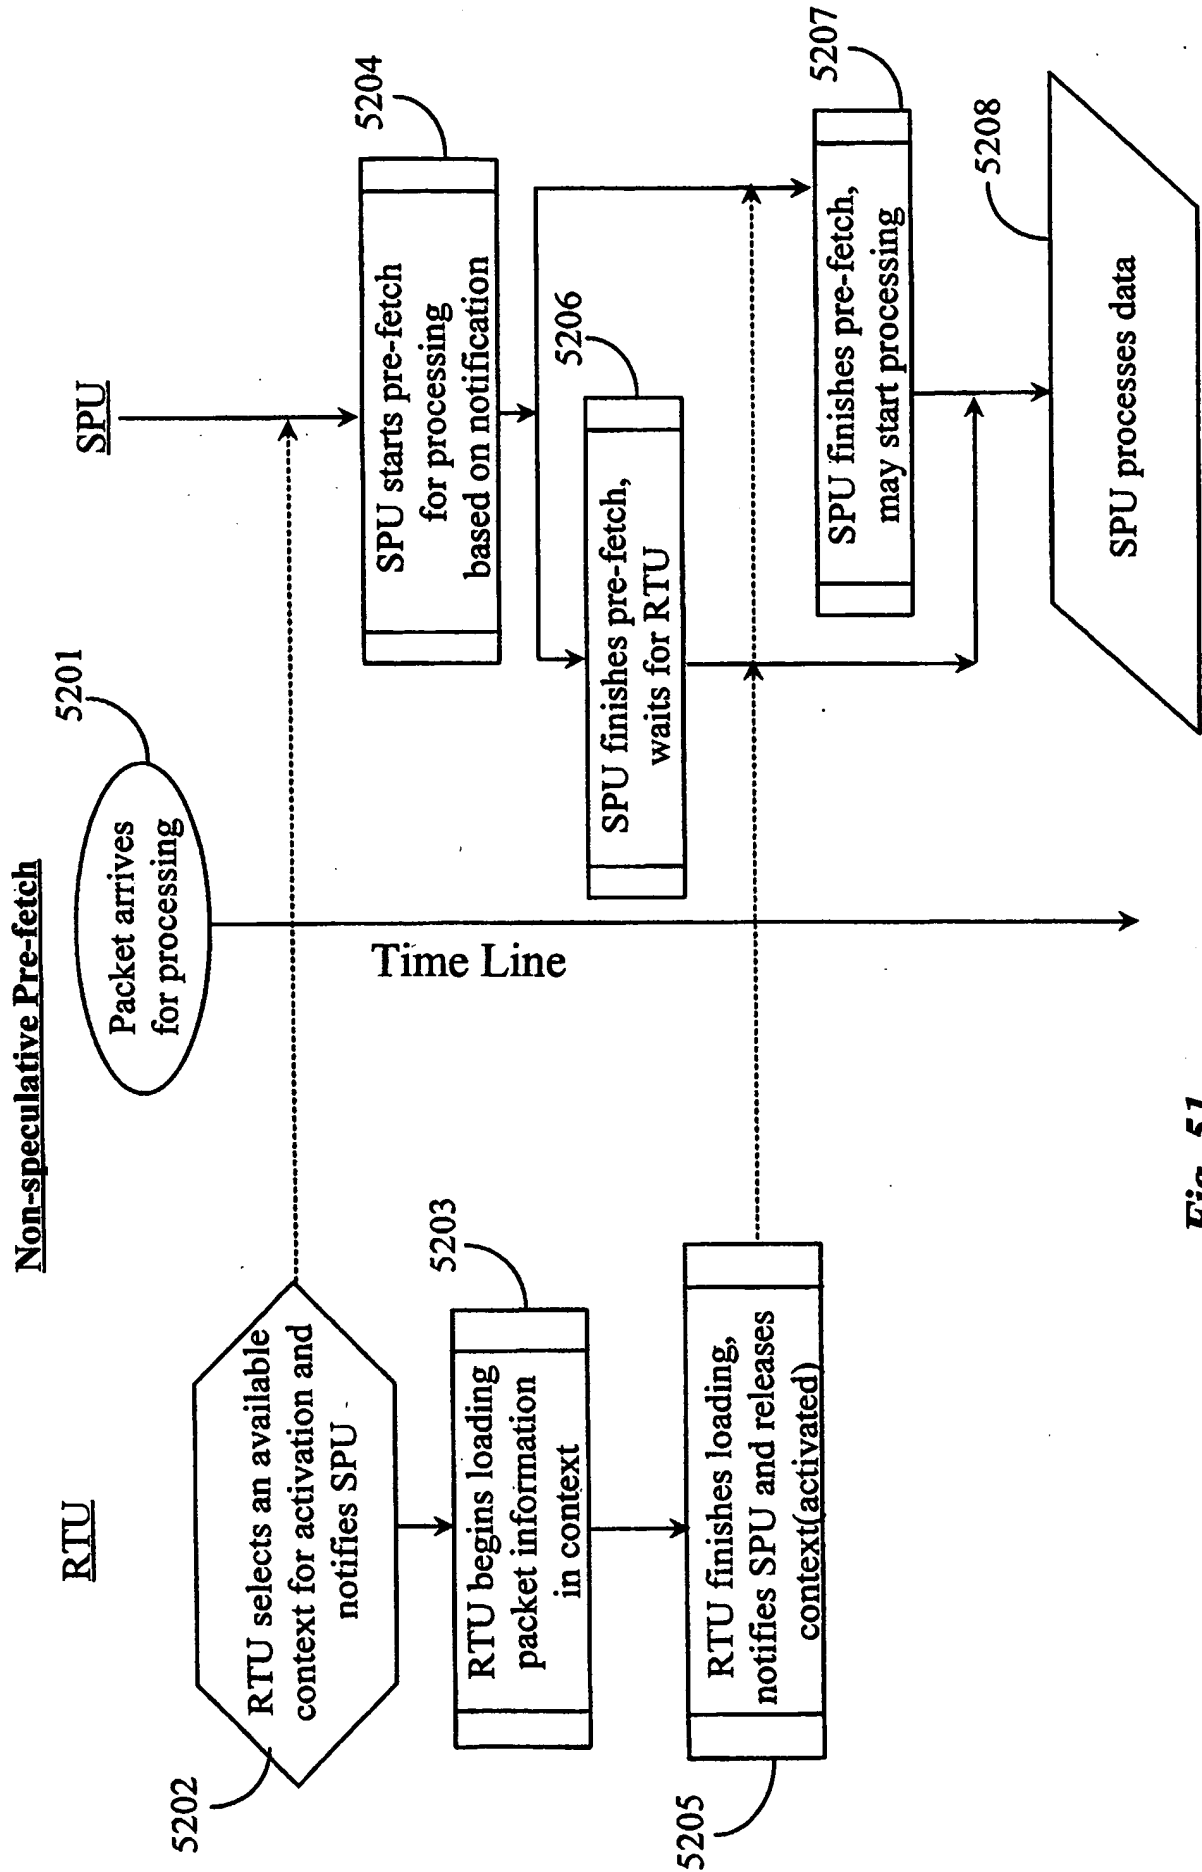 Non-speculative Pre-fetch
RTU
SPU
Packet arrives
for processing
5201
RTU selects an available
context for activation and
notifies SPU
5202
Time Line
SPU starts pre-fetch
for processing
based on notification
5204
RTU begins loading
packet information
in context
5203
SPU finishes pre-fetch,
waits for RTU
5206
RTU finishes loading,
notifies SPU and releases
context(activated)
5205
SPU finishes pre-fetch,
may start processing
5207
SPU processes data
5208
Fig. 51